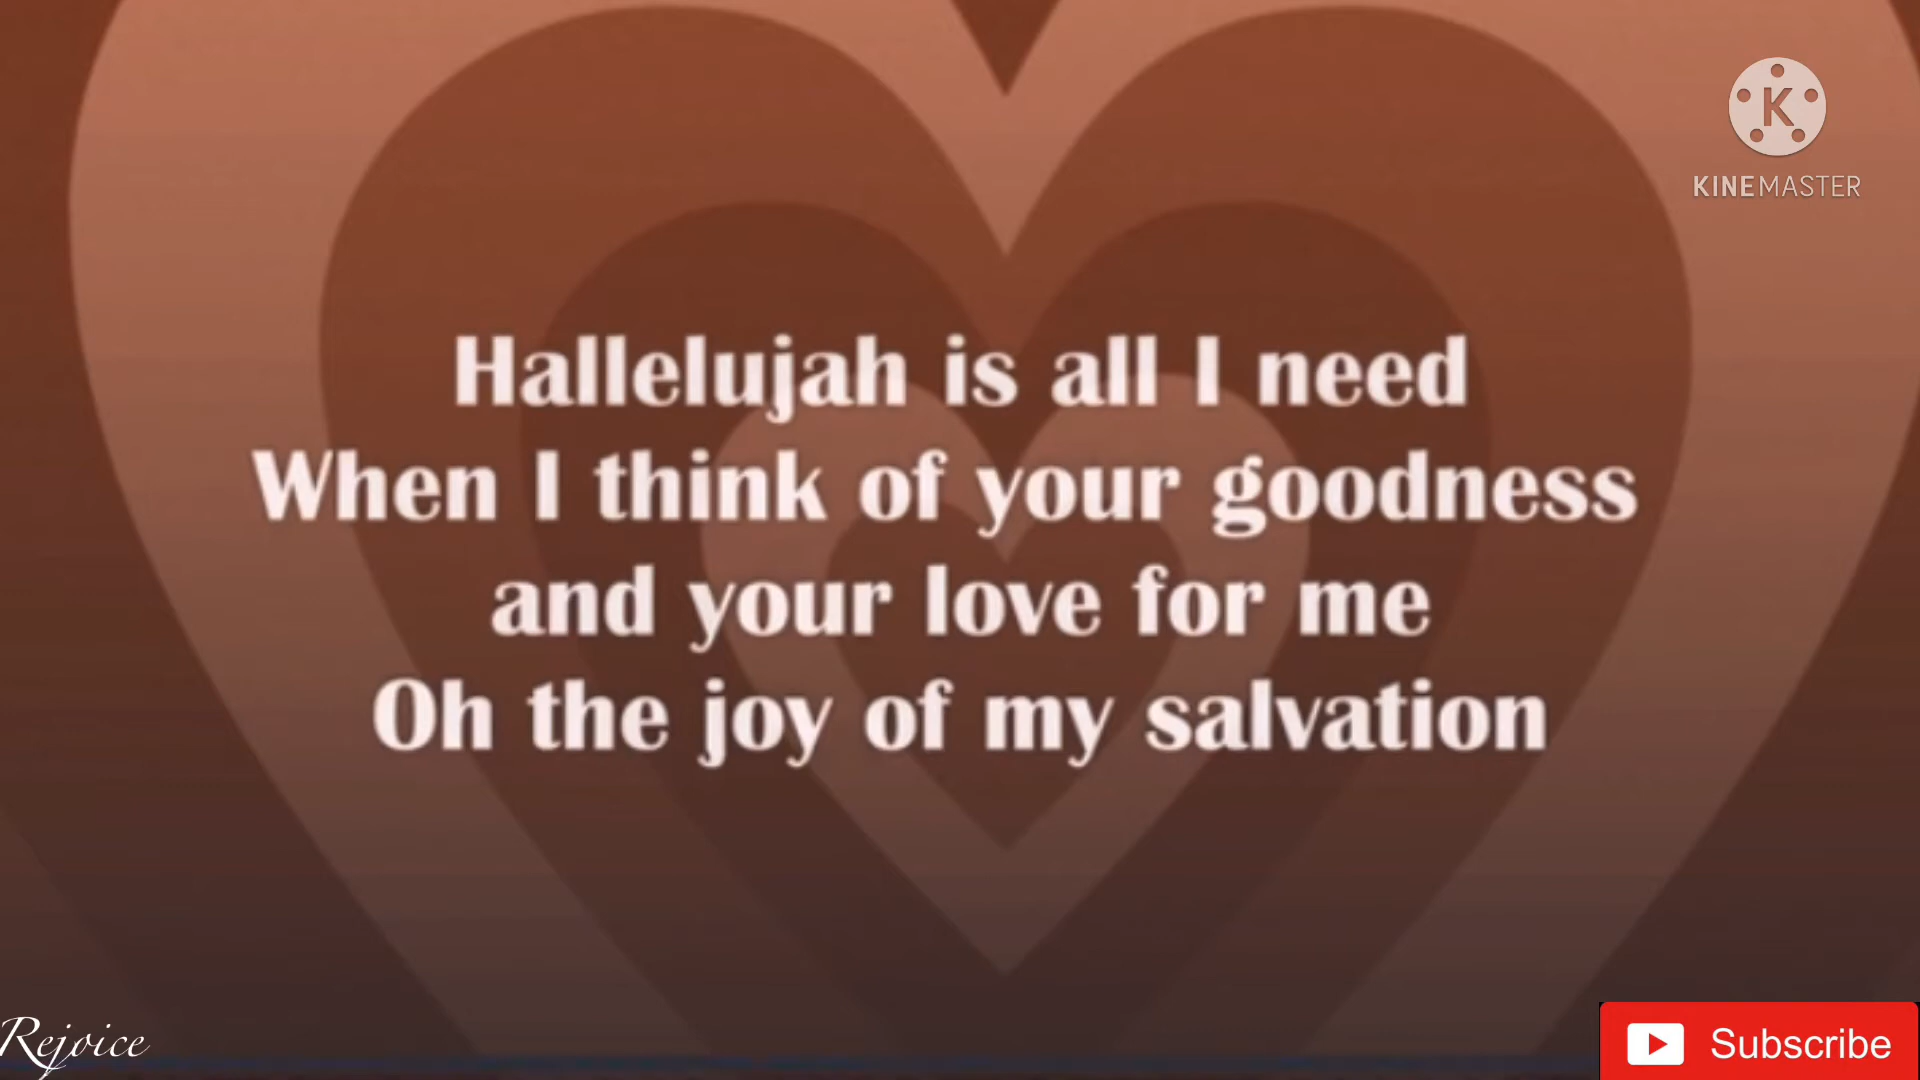 K
KINEMASTER
Hallelujah is all I need
When I think of your goodness
and your love for me
Oh the joy of my salvation
Rejoice
Subscribe